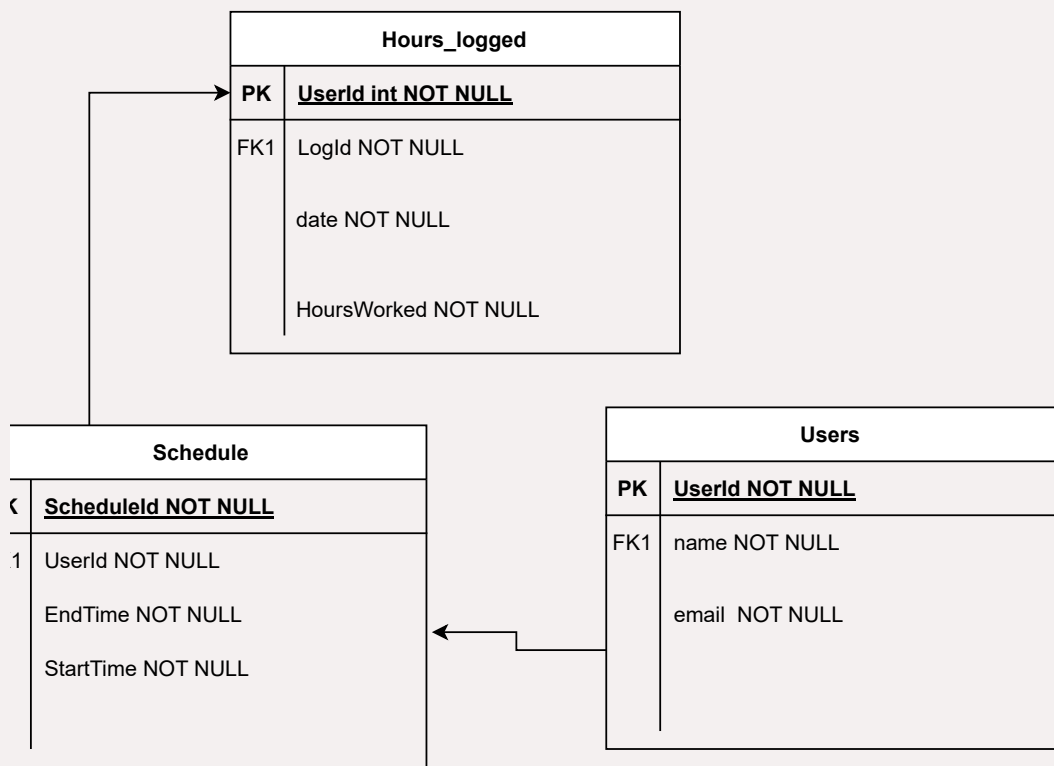 Hours_logged
PK UserId int NOT NULL
FK1 LogId NOT NULL
date NOT NULL
HoursWorked NOT NULL
Schedule
K ScheduleId NOT NULL
1 UserId NOT NULL
EndTime NOT NULL
StartTime NOT NULL
Users
PK UserId NOT NULL
FK1 name NOT NULL
email NOT NULL